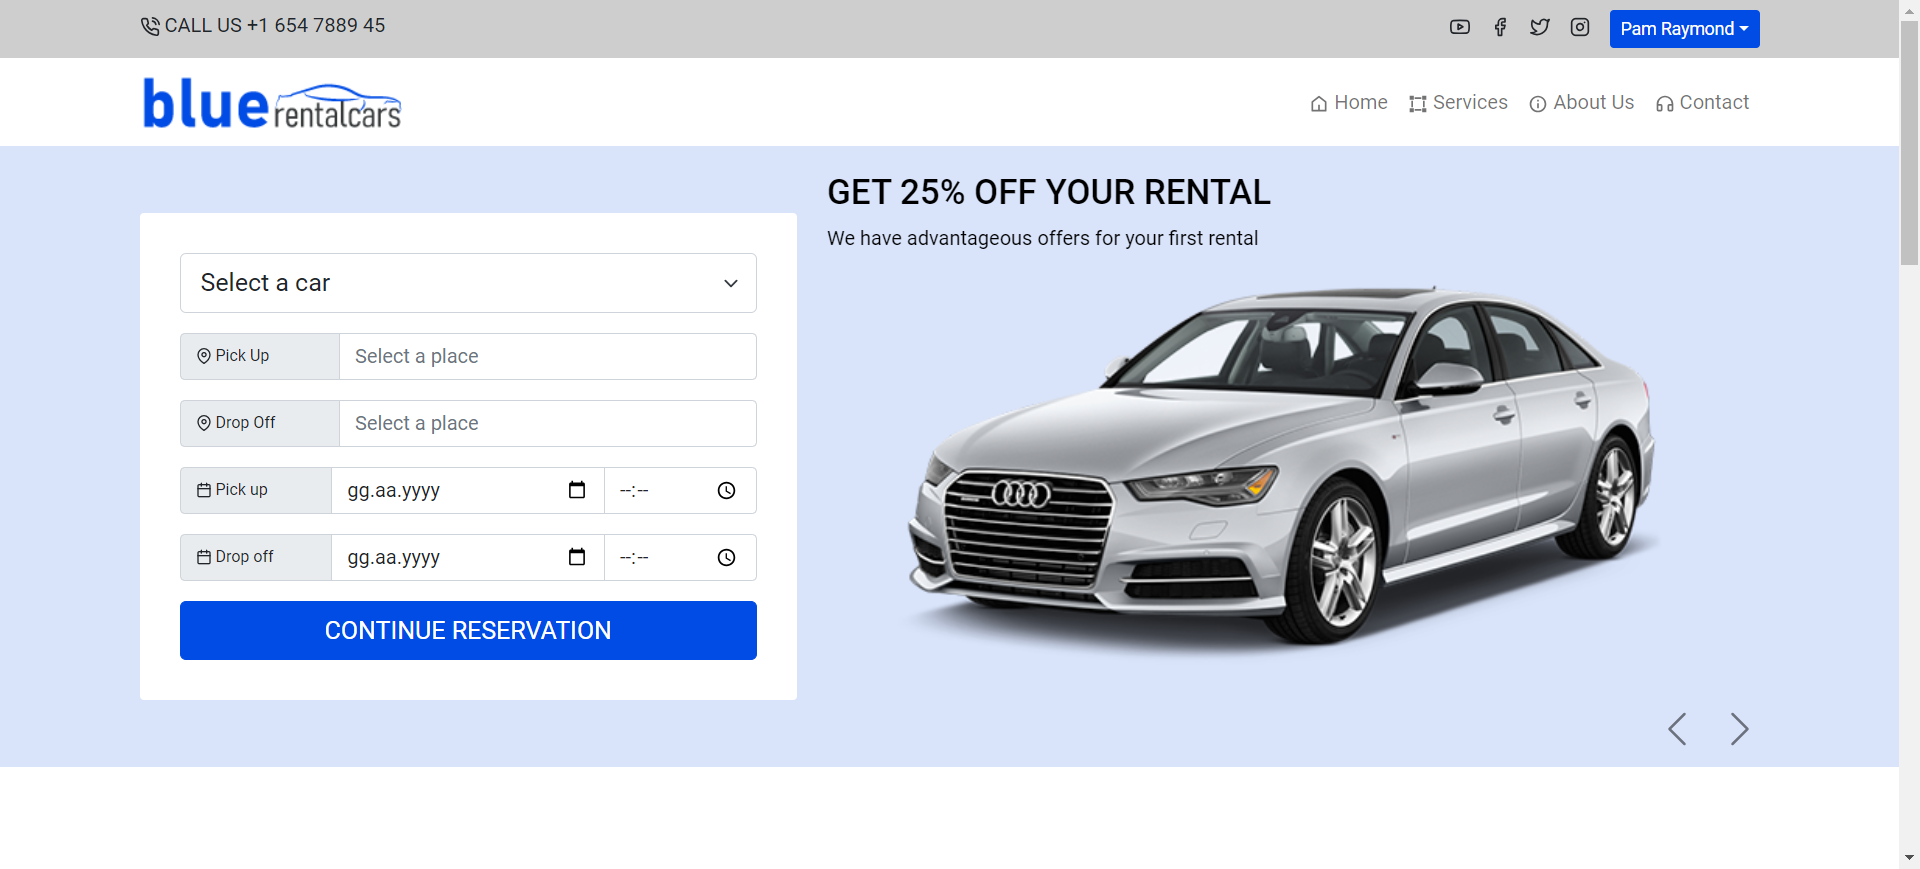 CALL US +1 654 7889 45
Pam Raymond
blue rentalcars
Home
Services
About Us
Contact
GET 25% OFF YOUR RENTAL
We have advantageous offers for your first rental
Select a car
Pick Up
Select a place
Drop Off
Select a place
Pick up
gg.aa.yyyy
--:--
Drop off
gg.aa.yyyy
--:--
CONTINUE RESERVATION